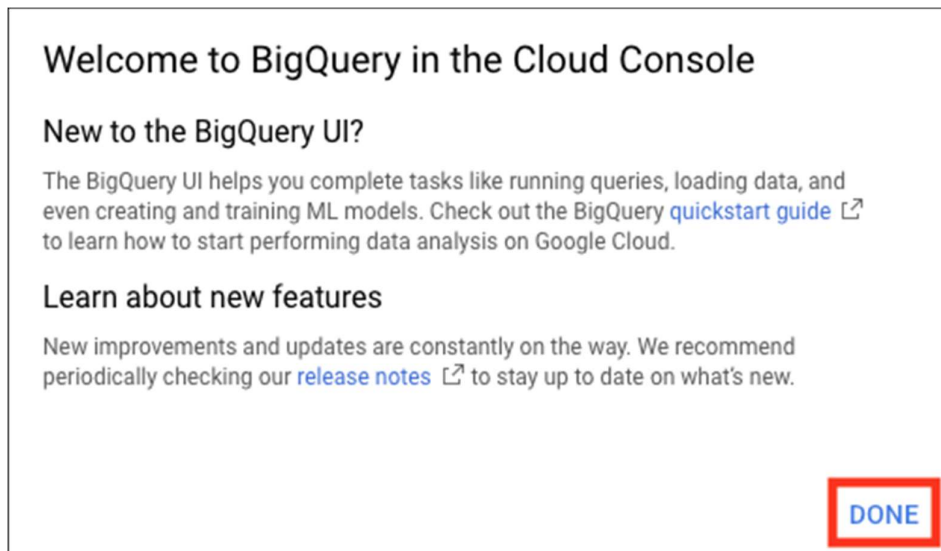 Welcome to BigQuery in the Cloud Console
New to the BigQuery UI?
The BigQuery UI helps you complete tasks like running queries, loading data, and
even creating and training ML models. Check out the BigQuery quickstart guide
to learn how to start performing data analysis on Google Cloud.
Learn about new features
New improvements and updates are constantly on the way. We recommend
periodically checking our release notes to stay up to date on what's new.
DONE